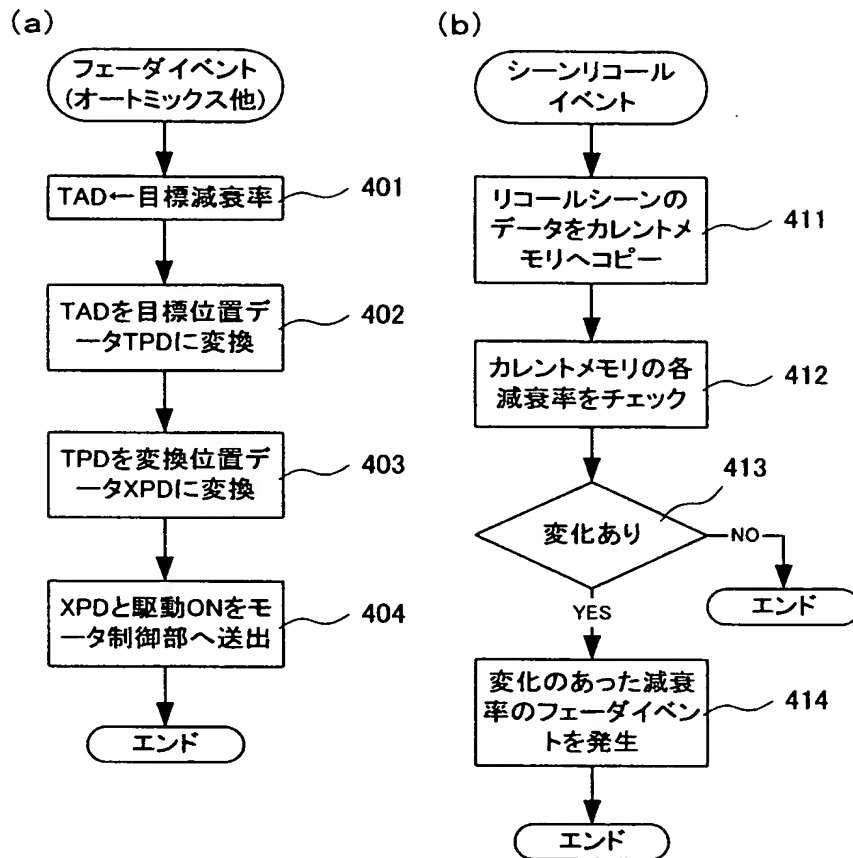 (a)
フェーダイベント
(オートミックス他)
TAD←目標減衰率
401
TADを目標位置デ
ータTPDに変換
402
TPDを変換位置デ
ータXPDに変換
403
XPDと駆動ONをモ
ータ制御部へ送出
404
エンド
(b)
シーンリコール
イベント
リコールシーンの
データをカレントメ
モリへコピー
411
カレントメモリの各
減衰率をチェック
412
変化あり
413
NO
エンド
YES
変化のあった減衰
率のフェーダイベン
トを発生
414
エンド